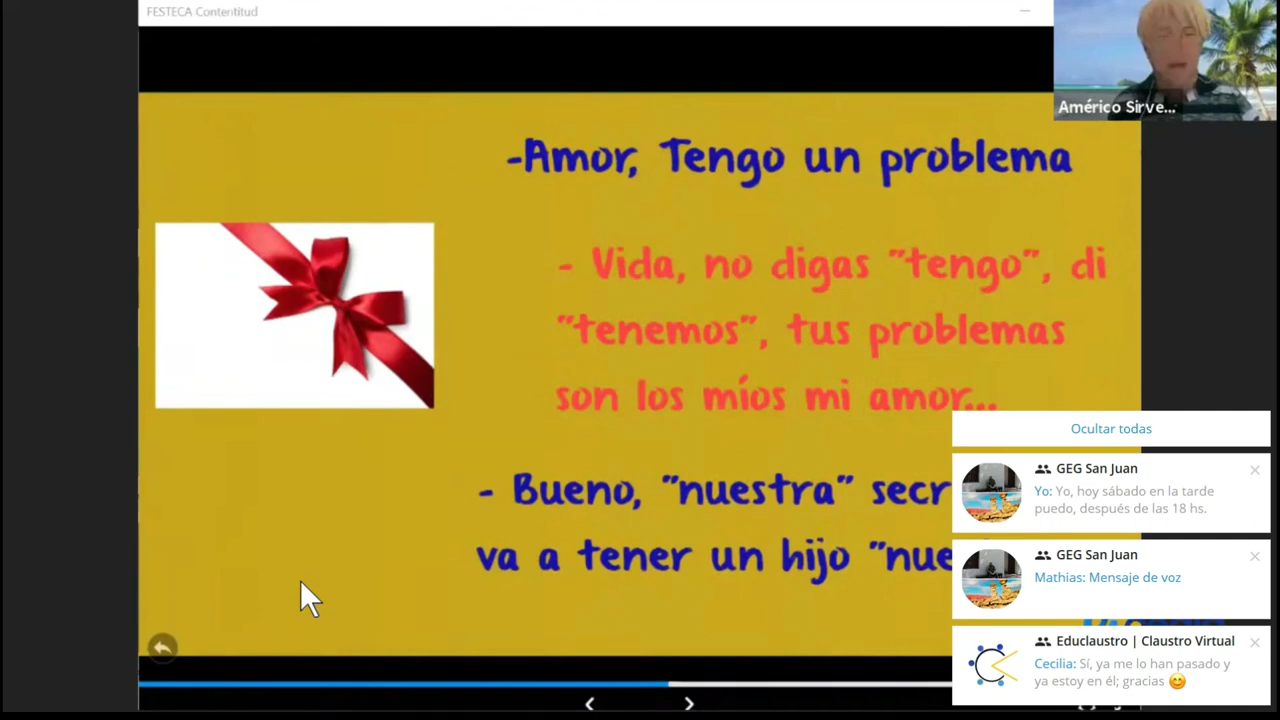 FESTECA Contentitud
Américo Sirve...
-Amor, Tengo un problema
- Vida, no digas "tengo", di
"tenemos", tus problemas
son los míos mi amor...
- Bueno, "nuestra" secr
va a tener un hijo "nue
Ocultar todas
GEG San Juan
Yo: Yo, hoy sábado en la tarde
puedo, después de las 18 hs.
GEG San Juan
Mathias: Mensaje de voz
Educlaustro | Claustro Virtual
Cecilia: Sí, ya me lo han pasado y
ya estoy en él; gracias 😊